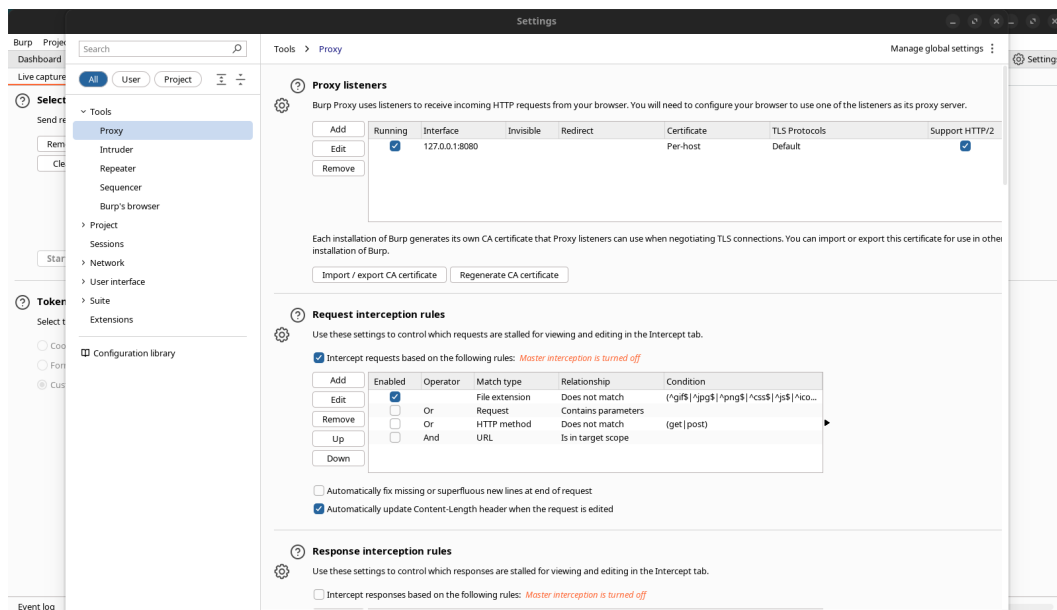 Settings
Burp Projec
Dashboard
Live capture
Select
Send re
Rem
Cle
Star
Token
Select t
Coo
For
Cus
Event log
Search
All User Project
Tools
Proxy
Intruder
Repeater
Sequencer
Burp's browser
Project
Sessions
Network
User interface
Suite
Extensions
Configuration library
Tools > Proxy
Manage global settings
Setting
Proxy listeners
Burp Proxy uses listeners to receive incoming HTTP requests from your browser. You will need to configure your browser to use one of the listeners as its proxy server.
Add
Edit
Remove
Running Interface Invisible Redirect Certificate TLS Protocols Support HTTP/2
127.0.0.1:8080 Per-host Default
Each installation of Burp generates its own CA certificate that Proxy listeners can use when negotiating TLS connections. You can import or export this certificate for use in other
installation of Burp.
Import / export CA certificate Regenerate CA certificate
Request interception rules
Use these settings to control which requests are stalled for viewing and editing in the Intercept tab.
Intercept requests based on the following rules: Master interception is turned off
Add
Edit
Remove
Up
Down
Enabled Operator Match type Relationship Condition
File extension Does not match (^gif$|^jpg$|^png$|^css$|^js$|^ico...
Or Request Contains parameters
Or HTTP method Does not match (get|post)
And URL Is in target scope
Automatically fix missing or superfluous new lines at end of request
Automatically update Content-Length header when the request is edited
Response interception rules
Use these settings to control which responses are stalled for viewing and editing in the Intercept tab.
Intercept responses based on the following rules: Master interception is turned off